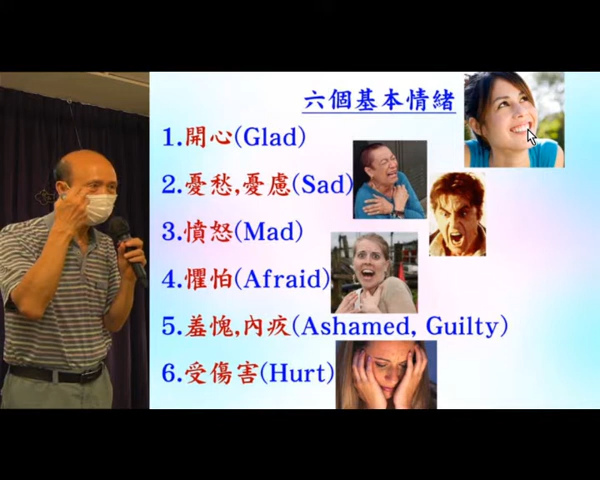 六個基本情緒
1.開心(Glad)
2.憂愁,憂慮(Sad)
3.憤怒(Mad)
4.懼怕(Afraid)
5.羞愧,內疚(Ashamed, Guilty)
6.受傷害(Hurt)